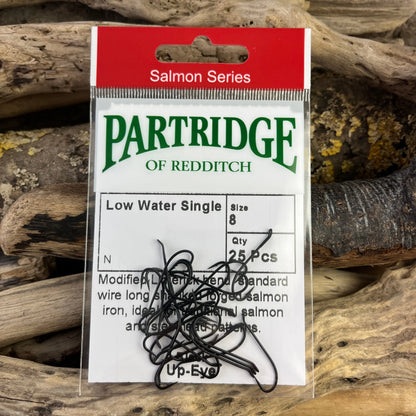 Salmon Series
PARTRIDGE
OF REDDITCH
Low Water Single
Size
8
Qty
25 Pcs
N
Modified bend standard
wire long forged salmon
iron, ideal salmon
and patterns.
Up-Eye